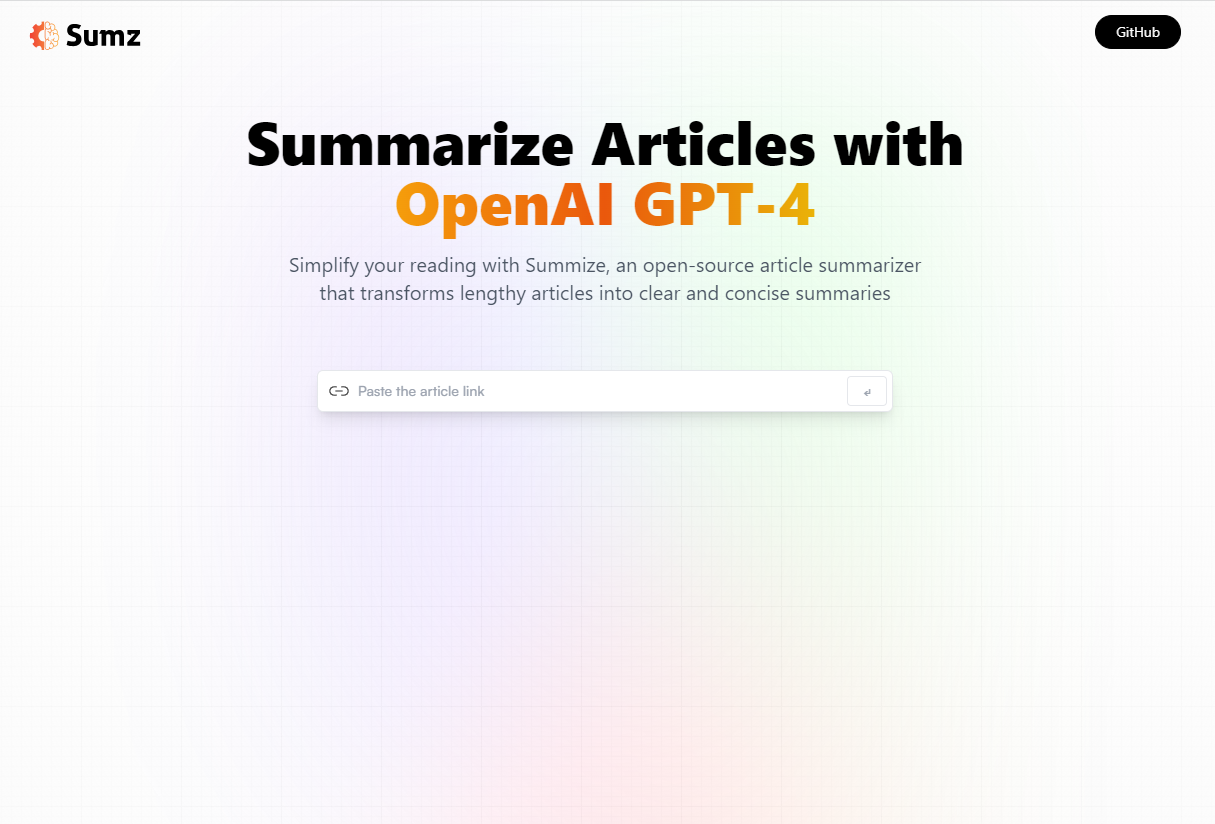 Sumz
GitHub
Summarize Articles with
OpenAI GPT-4
Simplify your reading with Summize, an open-source article summarizer
that transforms lengthy articles into clear and concise summaries
Paste the article link
↵